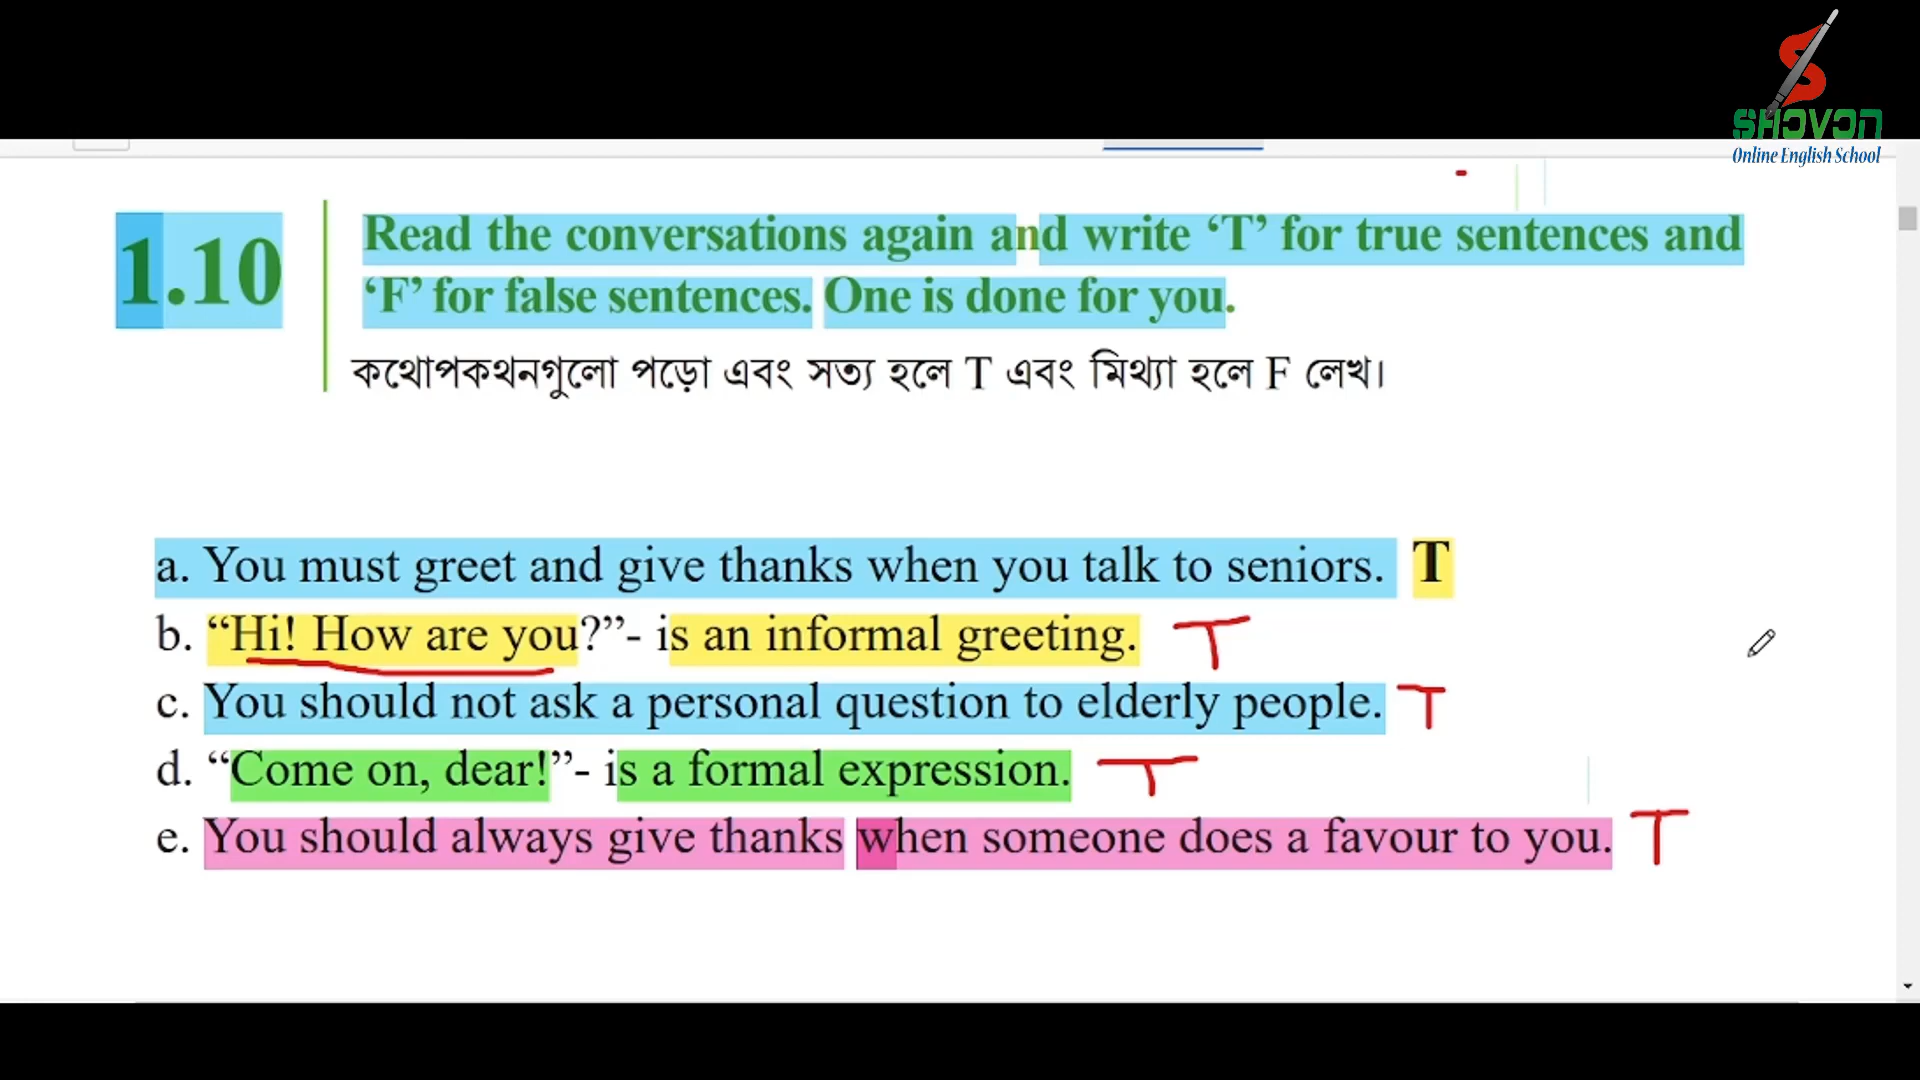 SHOVON
Online English School
1.10
Read the conversations again and write ‘T’ for true sentences and
‘F’ for false sentences. One is done for you.
কথোপকথনগুলো পড়ো এবং সত্য হলে T এবং মিথ্যা হলে F লেখ।
a. You must greet and give thanks when you talk to seniors. T
b. “Hi! How are you?”- is an informal greeting. T
c. You should not ask a personal question to elderly people. T
d. “Come on, dear!”- is a formal expression. T
e. You should always give thanks when someone does a favour to you. T